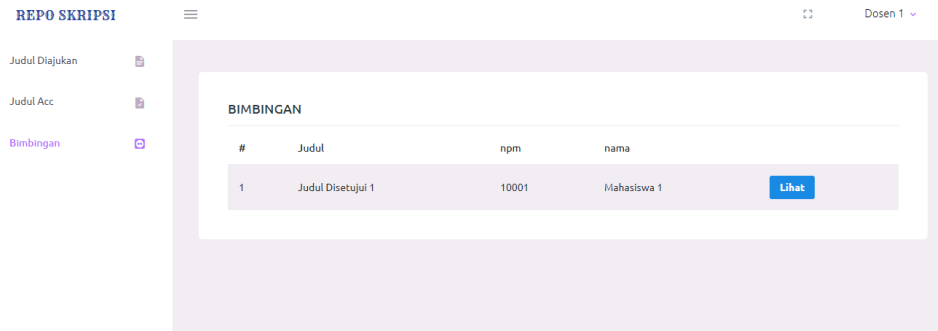 REPO SKRIPSI
Dosen 1
Judul Diajukan
Judul Acc
Bimbingan
BIMBINGAN
# Judul npm nama
1 Judul Disetujui 1 10001 Mahasiswa 1 Lihat